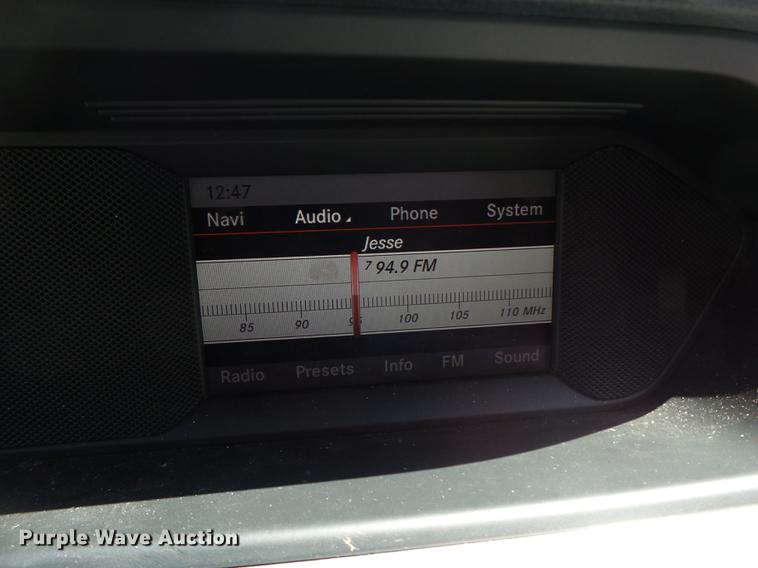 12:47
Navi Audio Phone System
Jesse
7 94.9 FM
85 90 95 100 105 110 MHz
Radio Presets Info FM Sound
Purple Wave Auction